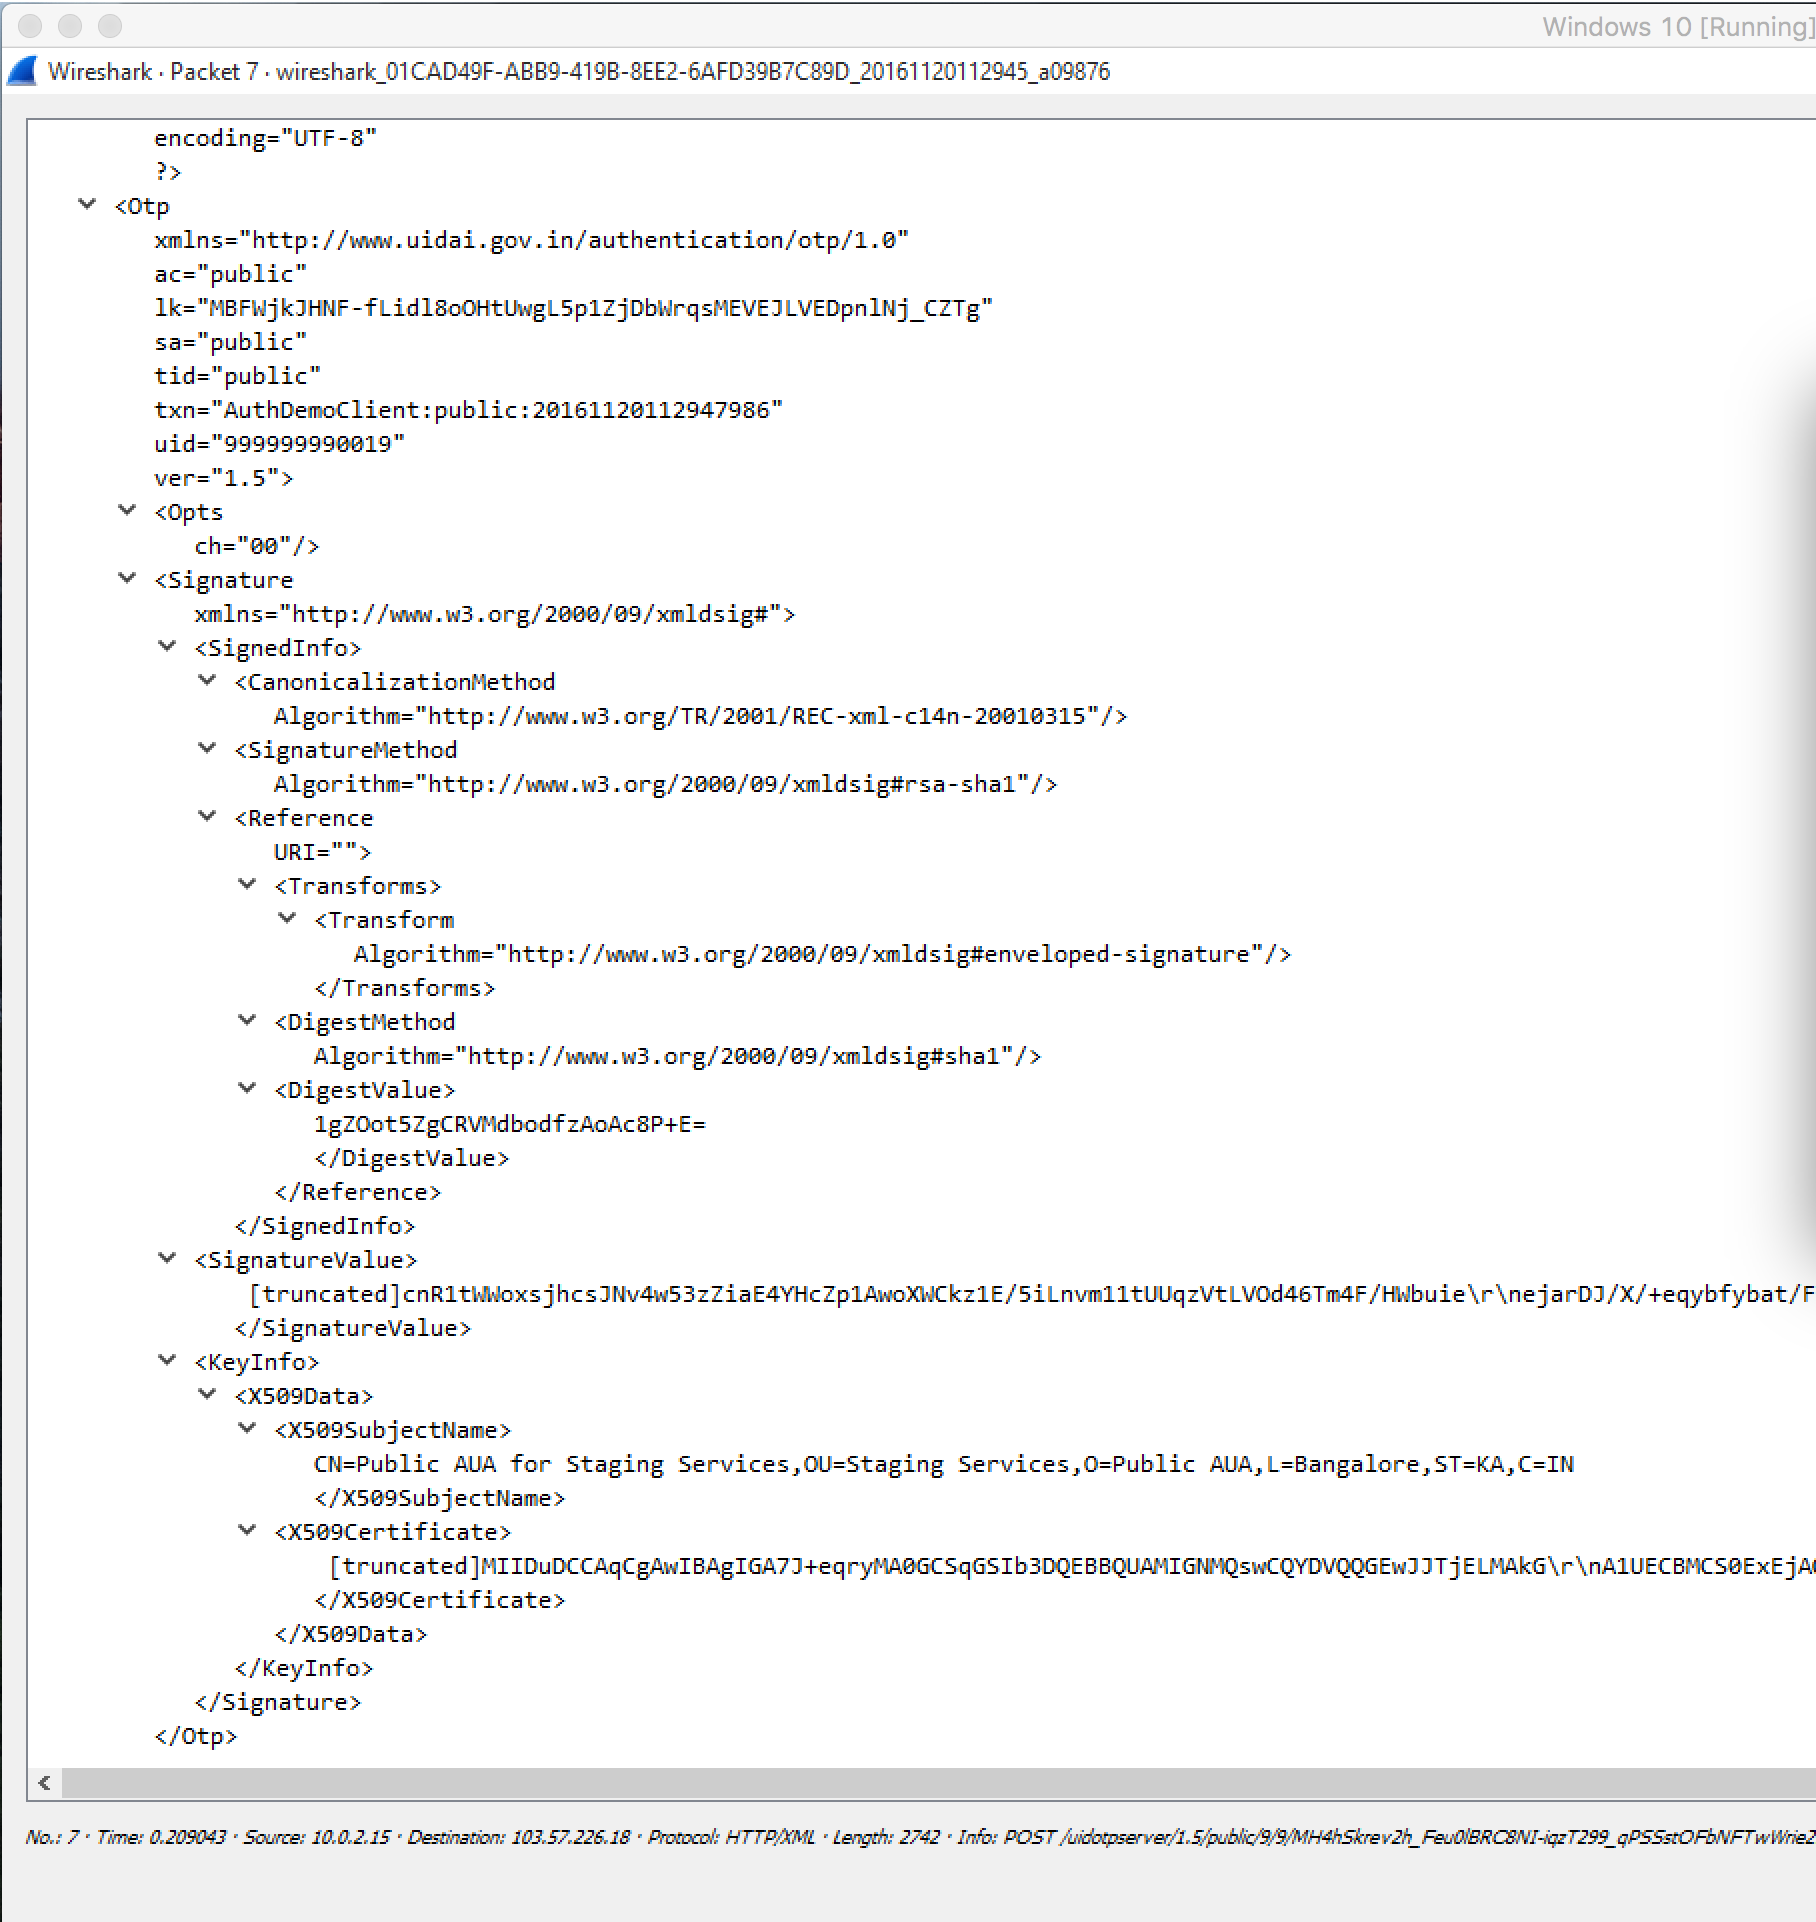 Windows 10 [Running]
Wireshark · Packet 7 · wireshark_01CAD49F-ABB9-419B-8EE2-6AFD39B7C89D_20161120112945_a09876
encoding="UTF-8"
?>
<Otp
xmlns="http://www.uidai.gov.in/authentication/otp/1.0"
ac="public"
lk="MBFWjkJHNF-fLidl8oOHtUwgL5p1ZjDbWrqsMEVEJLVEDpnlNj_CZTg"
sa="public"
tid="public"
txn="AuthDemoClient:public:20161120112947986"
uid="999999990019"
ver="1.5">
<Opts
ch="00"/>
<Signature
xmlns="http://www.w3.org/2000/09/xmldsig#">
<SignedInfo>
<CanonicalizationMethod
Algorithm="http://www.w3.org/TR/2001/REC-xml-c14n-20010315"/>
<SignatureMethod
Algorithm="http://www.w3.org/2000/09/xmldsig#rsa-sha1"/>
<Reference
URI="">
<Transforms>
<Transform
Algorithm="http://www.w3.org/2000/09/xmldsig#enveloped-signature"/>
</Transforms>
<DigestMethod
Algorithm="http://www.w3.org/2000/09/xmldsig#sha1"/>
<DigestValue>
1gZOot5ZgCRVMdbodfzAoAc8P+E=
</DigestValue>
</Reference>
</SignedInfo>
<SignatureValue>
[truncated]cnR1tWWoxsjhcsJNv4w53zZiaE4YHcZp1AwoXWCkz1E/5iLnvm11tUUqzVtLVOd46Tm4F/HWbuie\r\nejarDJ/X/+eqybfybat/F
</SignatureValue>
<KeyInfo>
<X509Data>
<X509SubjectName>
CN=Public AUA for Staging Services,OU=Staging Services,O=Public AUA,L=Bangalore,ST=KA,C=IN
</X509SubjectName>
<X509Certificate>
[truncated]MIIDuDCCAqCgAwIBAgIGA7J+eqryMA0GCSqGSIb3DQEBBQUAMIGNMQswCQYDVQQGEwJJTjELMAkG\r\nA1UECBMCS0ExEjA
</X509Certificate>
</X509Data>
</KeyInfo>
</Signature>
</Otp>
No.: 7 · Time: 0.209043 · Source: 10.0.2.15 · Destination: 103.57.226.18 · Protocol: HTTP/XML · Length: 2742 · Info: POST /uidotpserver/1.5/public/9/9/MH4hSkrev2h_Feu0lBRC8NI-iqzT299_qPSSstOFbNFTwWrie2